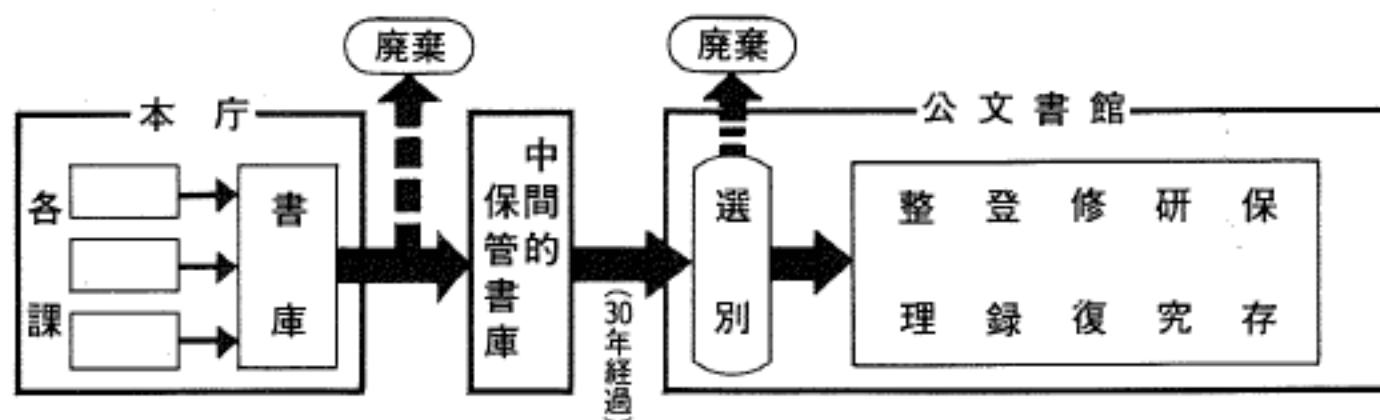 廃棄
廃棄
本庁
公文書館
各課
書庫
中間的
保管書庫
(30年経過)
選別
整理
登録
修復
研究
保存